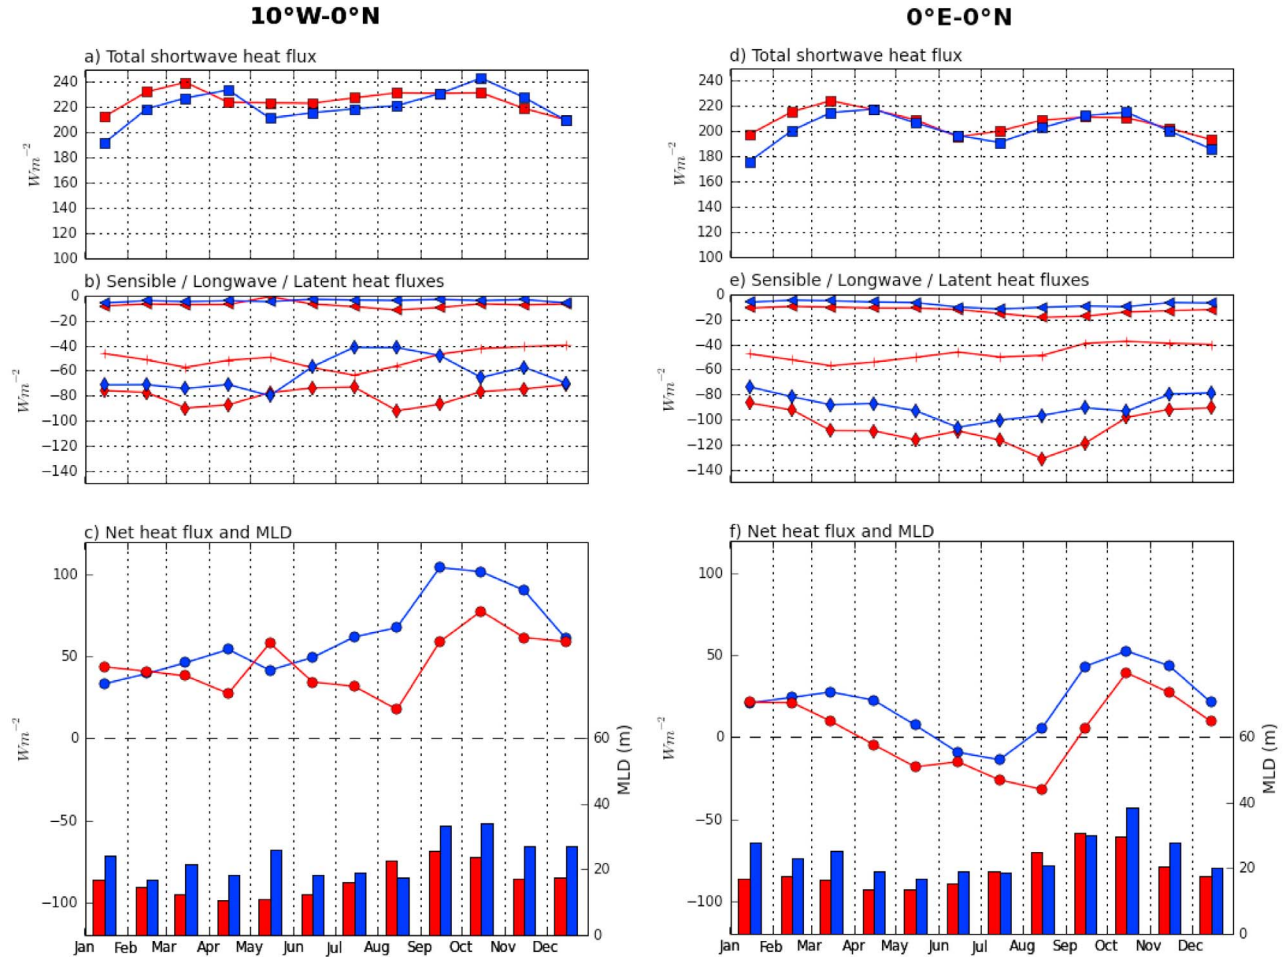 10°W-0°N
0°E-0°N
a) Total shortwave heat flux
240
220
200
180
160
140
120
100
Wm⁻²
d) Total shortwave heat flux
240
220
200
180
160
140
120
100
Wm⁻²
b) Sensible / Longwave / Latent heat fluxes
0
−20
−40
−60
−80
−100
−120
−140
Wm⁻²
e) Sensible / Longwave / Latent heat fluxes
0
−20
−40
−60
−80
−100
−120
−140
Wm⁻²
c) Net heat flux and MLD
100
50
0
−50
−100
Wm⁻²
60
40
20
0
MLD (m)
Jan Feb Mar Apr May Jun Jul Aug Sep Oct Nov Dec
f) Net heat flux and MLD
100
50
0
−50
−100
Wm⁻²
60
40
20
0
MLD (m)
Jan Feb Mar Apr May Jun Jul Aug Sep Oct Nov Dec